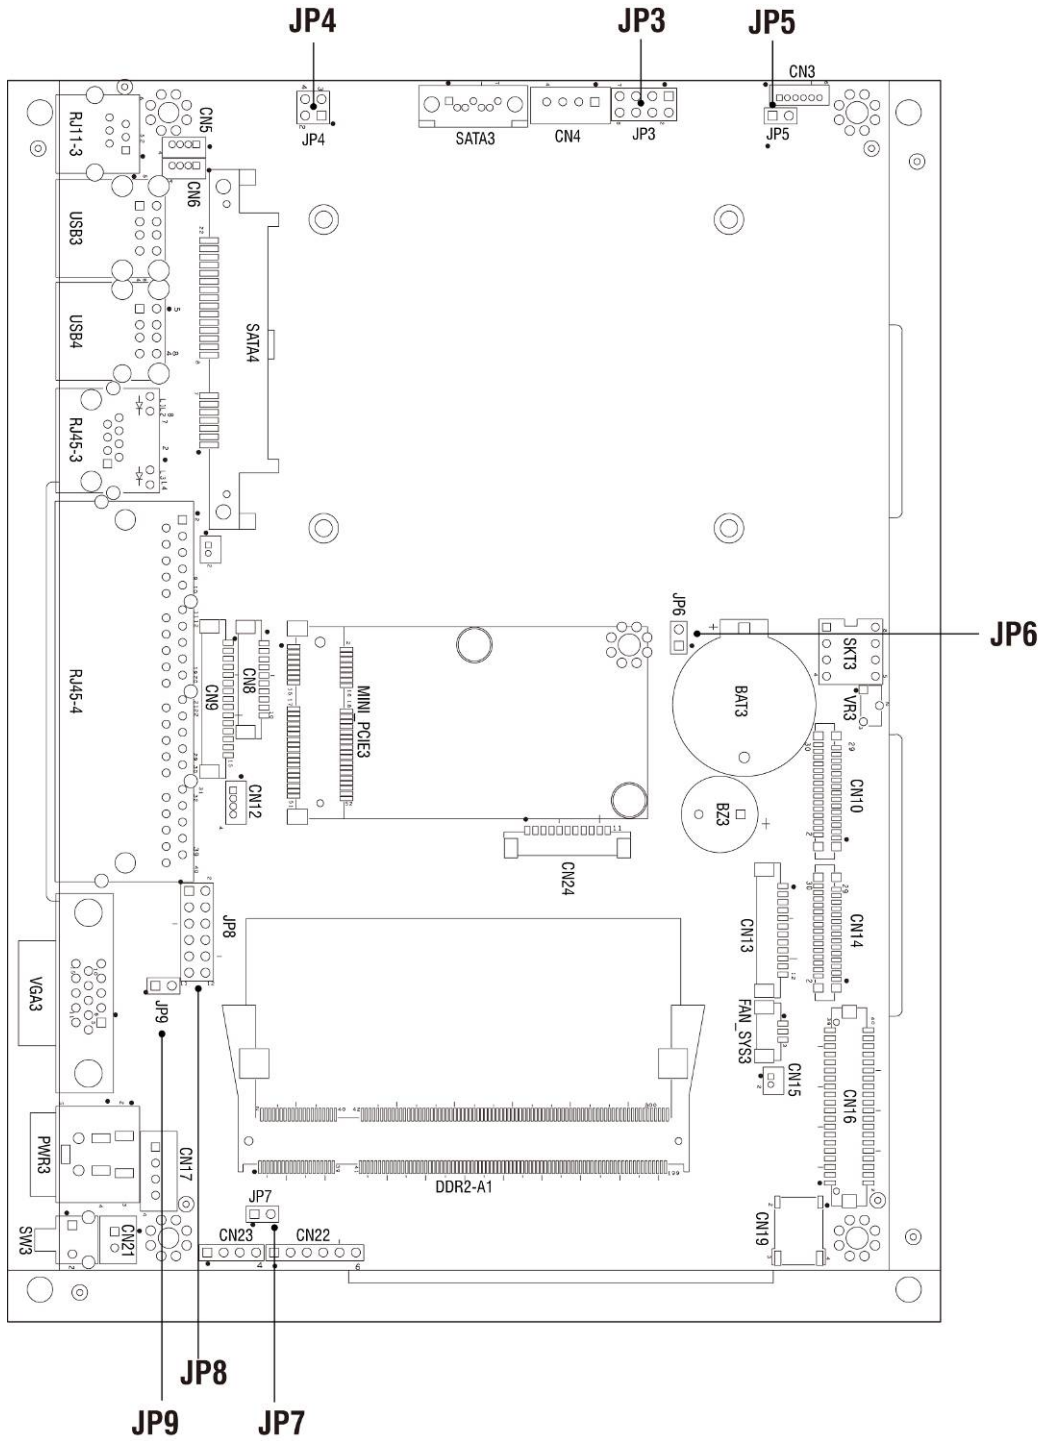 JP4
JP3
JP5
CN3
RJ11-3
CN5
JP4
SATA3
CN4
JP3
JP5
CN6
USB3
USB4
SATA4
RJ45-3
RJ45-4
CN9
CN8
MINI_PCIE3
JP6
JP6
SKT3
BAT3
VR3
CN12
BZ3
CN10
CN24
JP8
CN13
CN14
VGA3
JP9
FAN_SYS3
CN15
CN16
PWR3
CN17
DDR2-A1
JP7
SW3
CN21
CN23
CN22
CN19
4
6
JP8
JP9
JP7